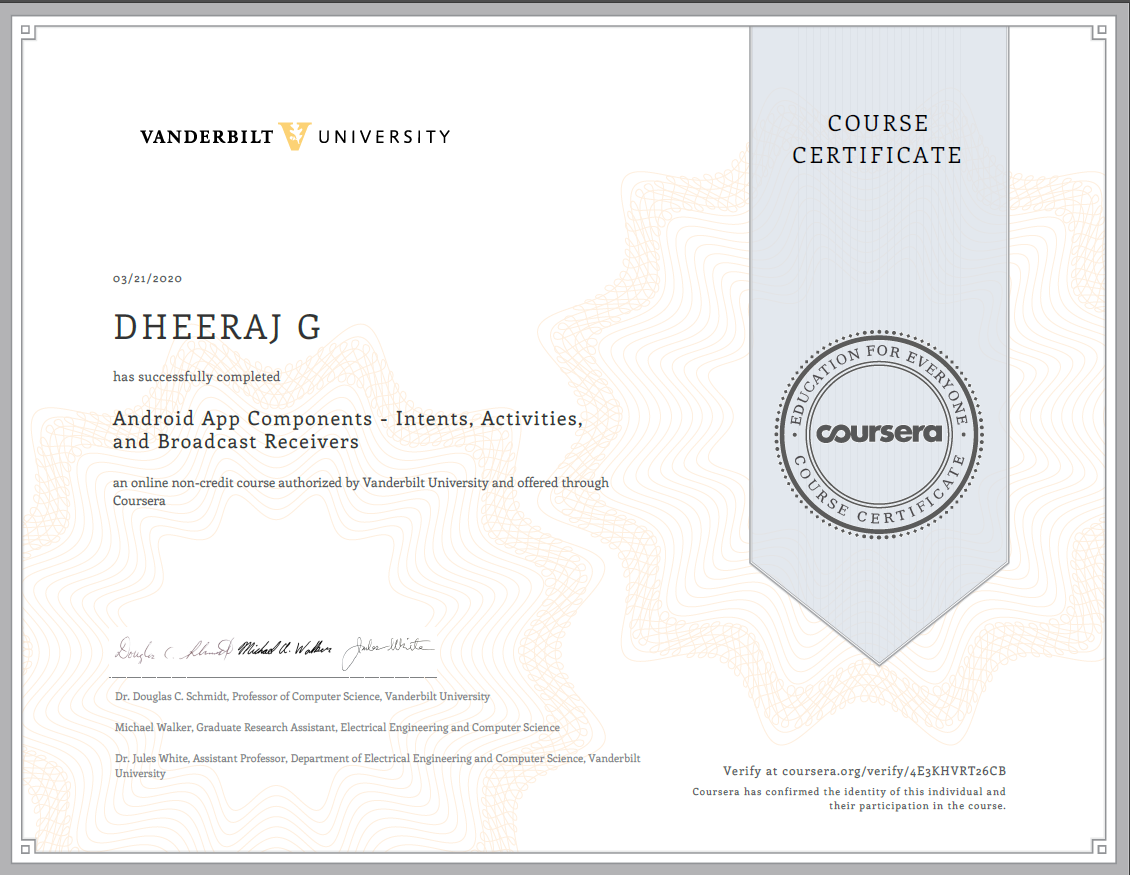 VANDERBILT UNIVERSITY
COURSE
CERTIFICATE
03/21/2020
DHEERAJ G
has successfully completed
Android App Components - Intents, Activities,
and Broadcast Receivers
an online non-credit course authorized by Vanderbilt University and offered through
Coursera
EDUCATION FOR EVERYONE
coursera
COURSE CERTIFICATE
Douglas C. Schmidt Michael A. Walker Jules White
Dr. Douglas C. Schmidt, Professor of Computer Science, Vanderbilt University
Michael Walker, Graduate Research Assistant, Electrical Engineering and Computer Science
Dr. Jules White, Assistant Professor, Department of Electrical Engineering and Computer Science, Vanderbilt
University
Verify at coursera.org/verify/4E3KHVRT26CB
Coursera has confirmed the identity of this individual and
their participation in the course.